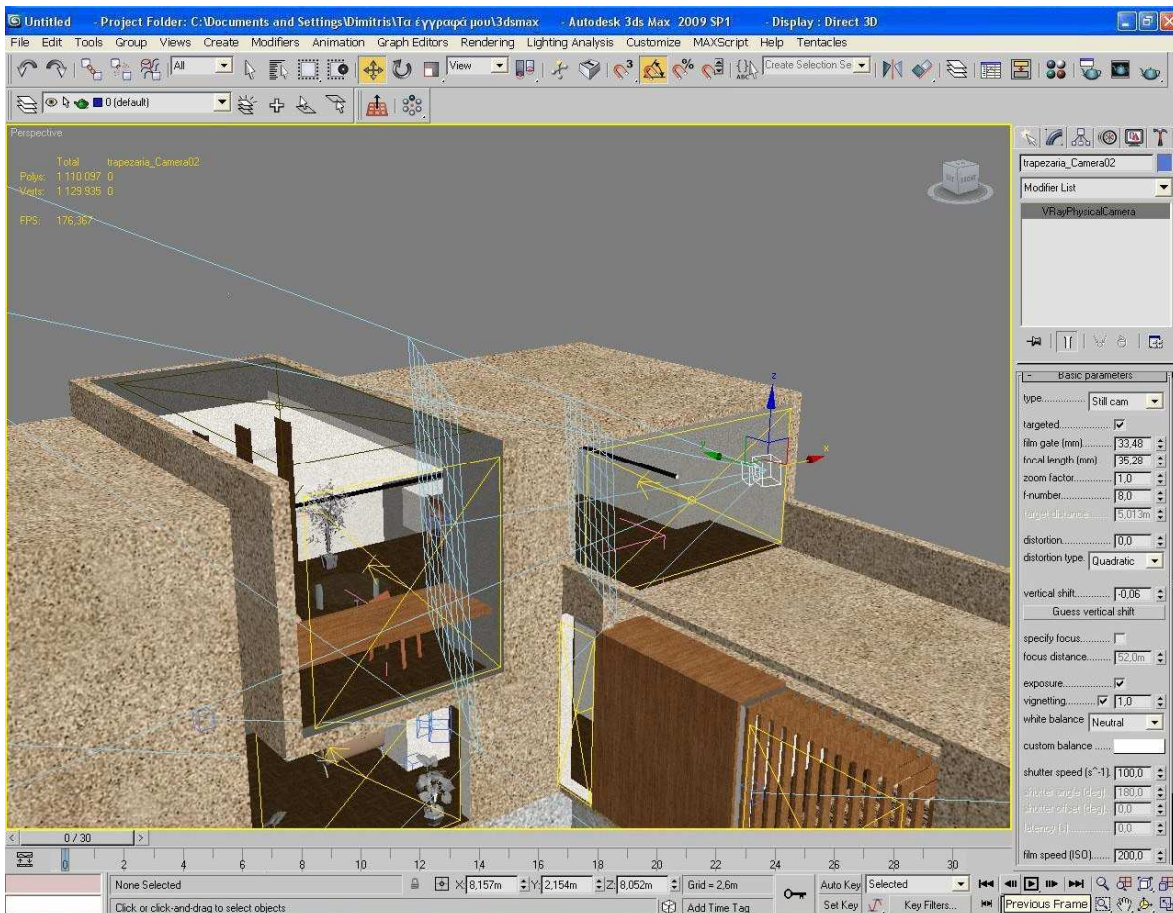 Untitled - Project Folder: C:\Documents and Settings\Dimitris\Τα έγγραφά μου\3dsmax - Autodesk 3ds Max 2009 SP1 - Display : Direct 3D
File Edit Tools Group Views Create Modifiers Animation Graph Editors Rendering Lighting Analysis Customize MAXScript Help Tentacles
All View Create Selection Se
0 (default)
Perspective
Total trapezaria_Camera02
Polys: 1 110 097 0
Verts: 1 129 935 0
FPS: 176,367
trapezaria_Camera02
Modifier List
VRayPhysicalCamera
Basic parameters
type............... Still cam
targeted..............
film gate (mm)........ 33,48
focal length (mm) 35,28
zoom factor......... 1,0
f-number............. 8,0
target distance....... 5,013m
distortion............. 0,0
distortion type. Quadratic
vertical shift.......... -0,06
Guess vertical shift
specify focus..........
focus distance....... 52,0m
exposure..............
vignetting......... 1,0
white balance Neutral
custom balance .....
shutter speed (s^-1) 100,0
shutter angle (deg) 180,0
shutter offset (deg) 0,0
latency (s) 0,0
film speed (ISO)...... 200,0
0 / 30
0 2 4 6 8 10 12 14 16 18 20 22 24 26 28 30
None Selected X: 8,157m Y: 2,154m Z: 8,052m Grid = 2,6m Auto Key Selected
Click or click-and-drag to select objects Add Time Tag Set Key Key Filters... Previous Frame